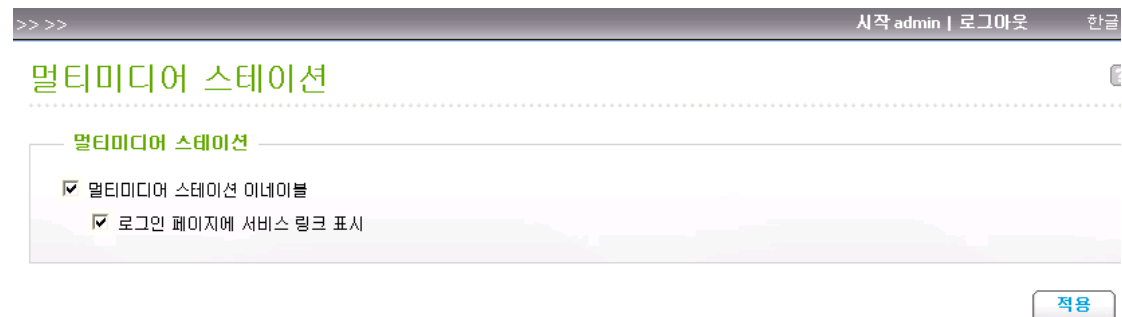 >> >> 시작 admin | 로그아웃 한글
멀티미디어 스테이션
?
멀티미디어 스테이션
멀티미디어 스테이션 이네이블
로그인 페이지에 서비스 링크 표시
적용